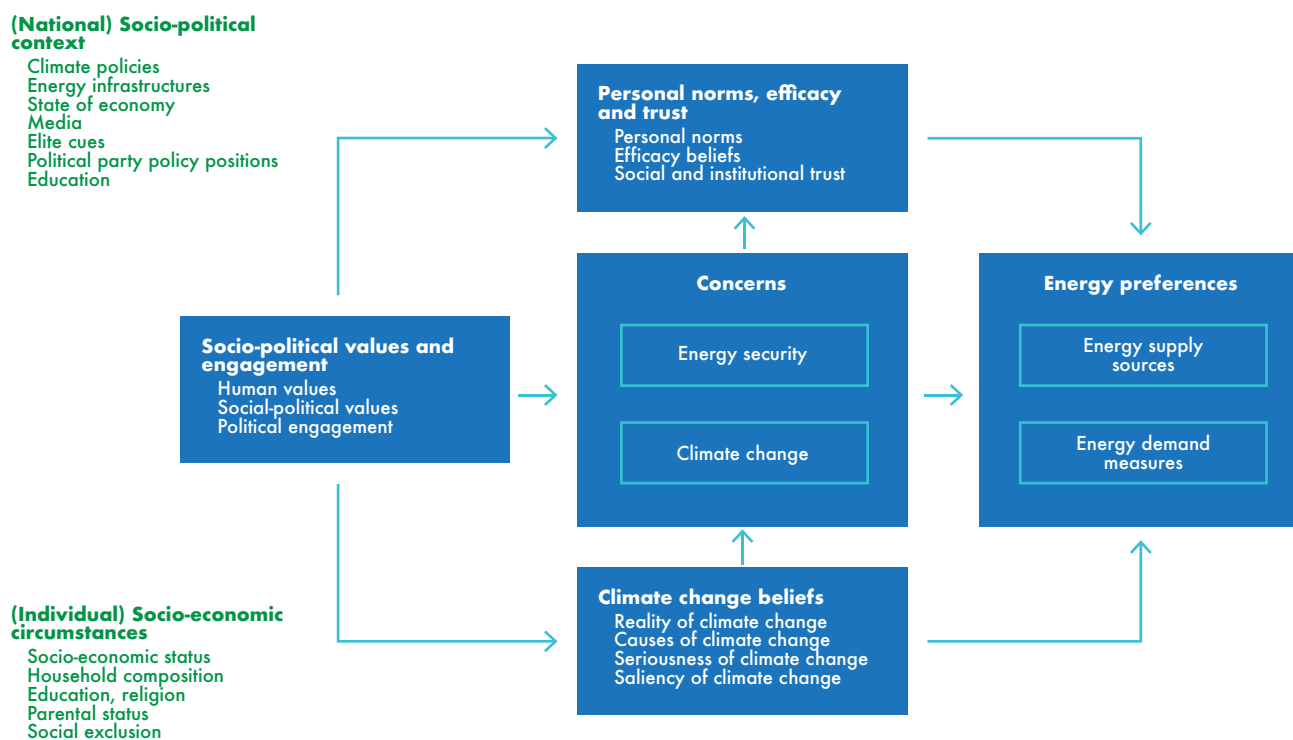 (National) Socio-political
context
Climate policies
Energy infrastructures
State of economy
Media
Elite cues
Political party policy positions
Education
Personal norms, efficacy
and trust
Personal norms
Efficacy beliefs
Social and institutional trust
Concerns
Energy security
Climate change
Energy preferences
Energy supply
sources
Energy demand
measures
Socio-political values and
engagement
Human values
Social-political values
Political engagement
Climate change beliefs
Reality of climate change
Causes of climate change
Seriousness of climate change
Saliency of climate change
(Individual) Socio-economic
circumstances
Socio-economic status
Household composition
Education, religion
Parental status
Social exclusion